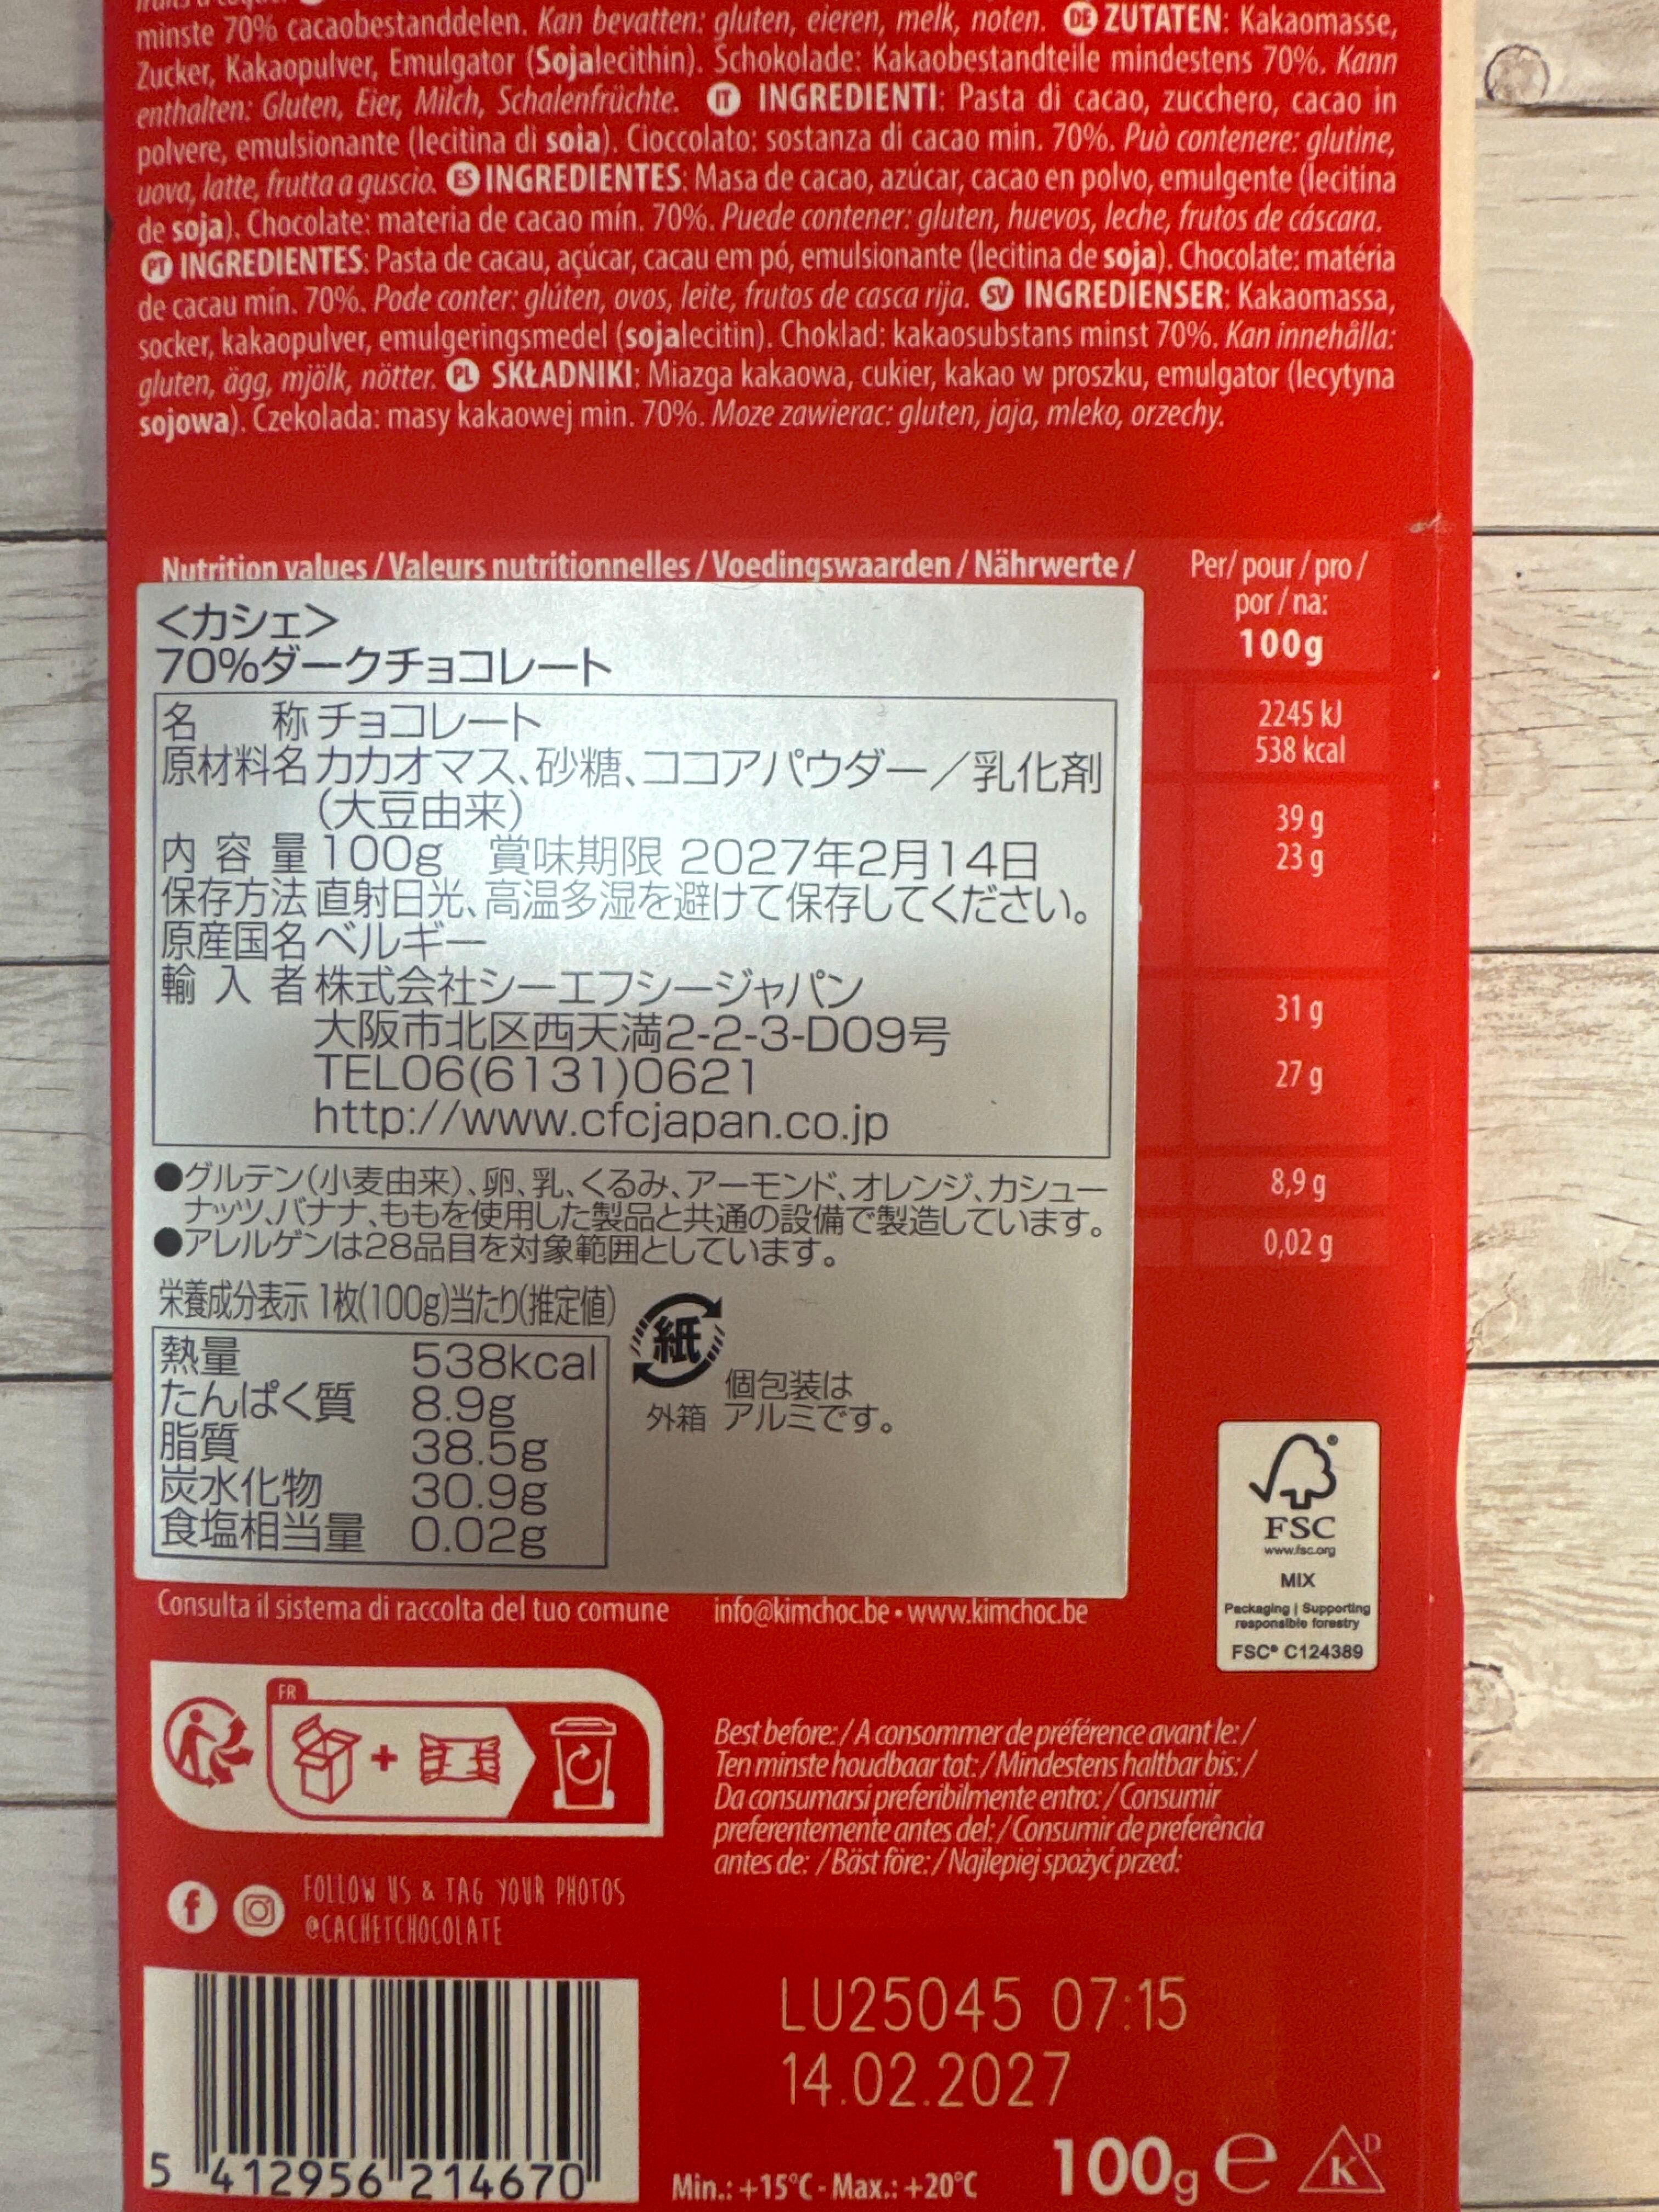 minste 70% cacaobestanddelen. Kan bevatten: gluten, eieren, melk, noten. DE ZUTATEN: Kakaomasse,
Zucker, Kakaopulver, Emulgator (Sojalecithin). Schokolade: Kakaobestandteile mindestens 70%. Kann
enthalten: Gluten, Eier, Milch, Schalenfrüchte. IT INGREDIENTI: Pasta di cacao, zucchero, cacao in
polvere, emulsionante (lecitina di soia). Cioccolato: sostanza di cacao min. 70%. Può contenere: glutine,
uova, latte, frutta a guscio. ES INGREDIENTES: Masa de cacao, azúcar, cacao en polvo, emulgente (lecitina
de soja). Chocolate: materia de cacao mín. 70%. Puede contener: gluten, huevos, leche, frutos de cáscara.
PT INGREDIENTES: Pasta de cacau, açúcar, cacau em pó, emulsionante (lecitina de soja). Chocolate: matéria
de cacau mín. 70%. Pode conter: glúten, ovos, leite, frutos de casca rija. SV INGREDIENSER: Kakaomassa,
socker, kakaopulver, emulgeringsmedel (sojalecitin). Choklad: kakaosubstans minst 70%. Kan innehålla:
gluten, ägg, mjölk, nötter. PL SKŁADNIKI: Miazga kakaowa, cukier, kakao w proszku, emulgator (lecytyna
sojowa). Czekolada: masy kakaowej min. 70%. Moze zawierac: gluten, jaja, mleko, orzechy.
Nutrition values / Valeurs nutritionnelles / Voedingswaarden / Nährwerte /
Per/ pour / pro /
por / na:
100g
2245 kJ
538 kcal
39 g
23 g
31 g
27 g
8,9 g
0,02 g
＜カシェ＞
70%ダークチョコレート
名 称 チョコレート
原材料名 カカオマス、砂糖、ココアパウダー／乳化剤
(大豆由来)
内 容 量 100g 賞味期限 2027年2月14日
保存方法 直射日光、高温多湿を避けて保存してください。
原産国名 ベルギー
輸 入 者 株式会社シーエフシージャパン
大阪市北区西天満2-2-3-D09号
TEL06(6131)0621
http://www.cfcjapan.co.jp
●グルテン(小麦由来)、卵、乳、くるみ、アーモンド、オレンジ、カシュー
ナッツ、バナナ、ももを使用した製品と共通の設備で製造しています。
●アレルゲンは28品目を対象範囲としています。
栄養成分表示 1枚(100g)当たり(推定値)
熱量 538kcal
たんぱく質 8.9g
脂質 38.5g
炭水化物 30.9g
食塩相当量 0.02g
紙
個包装は
外箱 アルミです。
FSC
www.fsc.org
MIX
Packaging | Supporting
responsible forestry
FSC® C124389
Consulta il sistema di raccolta del tuo comune
info@kimchoc.be • www.kimchoc.be
FR
Best before: / A consommer de préférence avant le: /
Ten minste houdbaar tot: / Mindestens haltbar bis: /
Da consumarsi preferibilmente entro: / Consumir
preferentemente antes del: / Consumir de preferência
antes de: / Bäst före: / Najlepiej spożyć przed:
FOLLOW US & TAG YOUR PHOTOS
@CACHETCHOCOLATE
LU25045 07:15
14.02.2027
5 412956 214670
Min.: +15°C - Max.: +20°C
100g e
K D